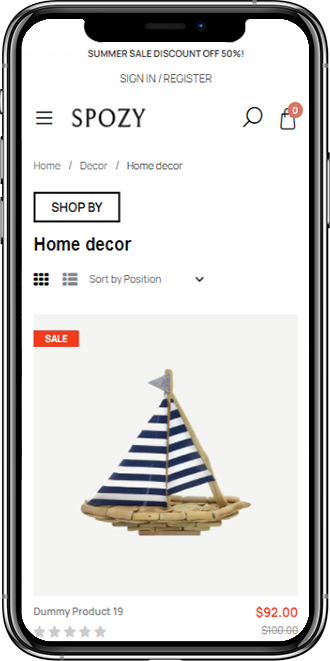 SUMMER SALE DISCOUNT OFF 50%!
SIGN IN / REGISTER
SPOZY
0
Home / Decor / Home decor
SHOP BY
Home decor
Sort by Position
SALE
Dummy Product 19
$92.00
$100.00